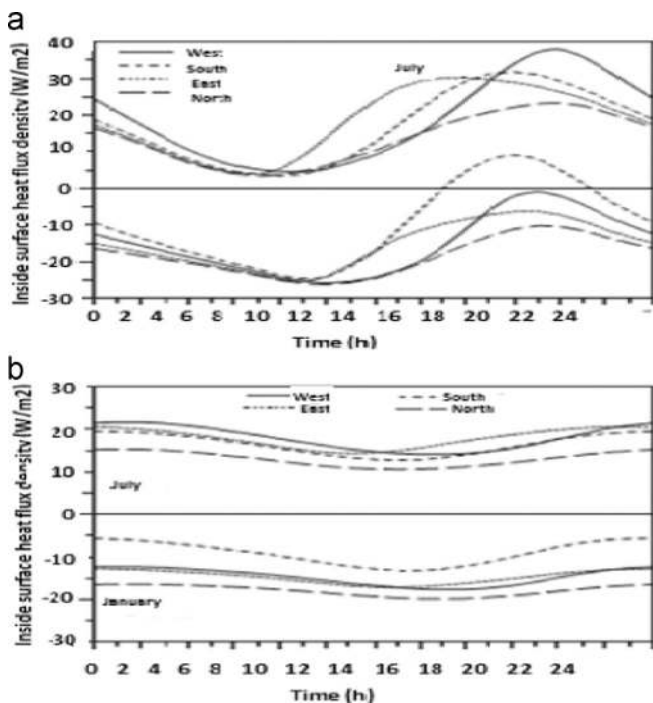 a
Inside surface heat flux density (W/m2)
40
30
20
10
0
-10
-20
-30
West
South
East
North
July
0 2 4 6 8 10 12 14 16 18 20 22 24
Time (h)
b
Inside surface heat flux density (W/m2)
30
20
10
0
-10
-20
-30
West
South
East
North
July
January
0 2 4 6 8 10 11 12 14 16 18 20 22 24
Time (h)